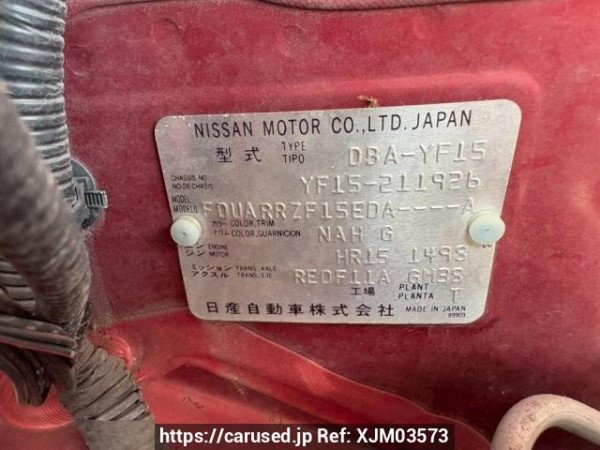 NISSAN MOTOR CO.,LTD. JAPAN
型式 TYPE TIPO DBA-YF15
CHASSIS NO. NO.DE CHASIS YF15-211926
MODEL MODELO FDUARRZF15EDA-----A
カラー COLOR,TRIM トリム COLOR,GUARNICION NAH G
エンジン ENGINE MOTOR HR15 1498
ミッション TRANS. AXLE アクスル TRANS. EJE RE0F11A GM38
工場 PLANT PLANTA T
日産自動車株式会社 MADE IN JAPAN
https://carused.jp Ref: XJM03573